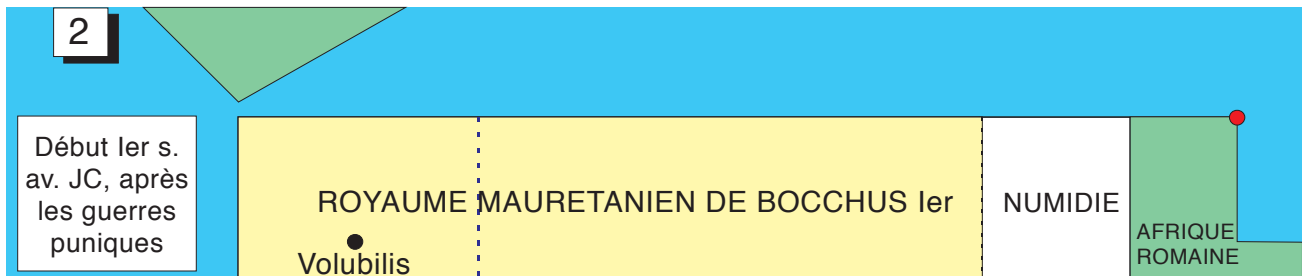 2
Début Ier s.
av. JC, après
les guerres
puniques
ROYAUME MAURETANIEN DE BOCCHUS Ier
Volubilis
NUMIDIE
AFRIQUE
ROMAINE